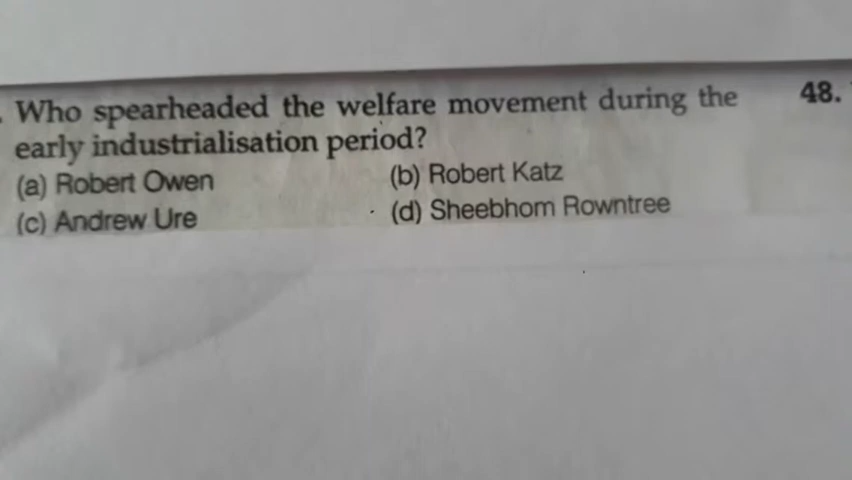 . Who spearheaded the welfare movement during the
early industrialisation period?
(a) Robert Owen (b) Robert Katz
(c) Andrew Ure (d) Sheebhom Rowntree
48.